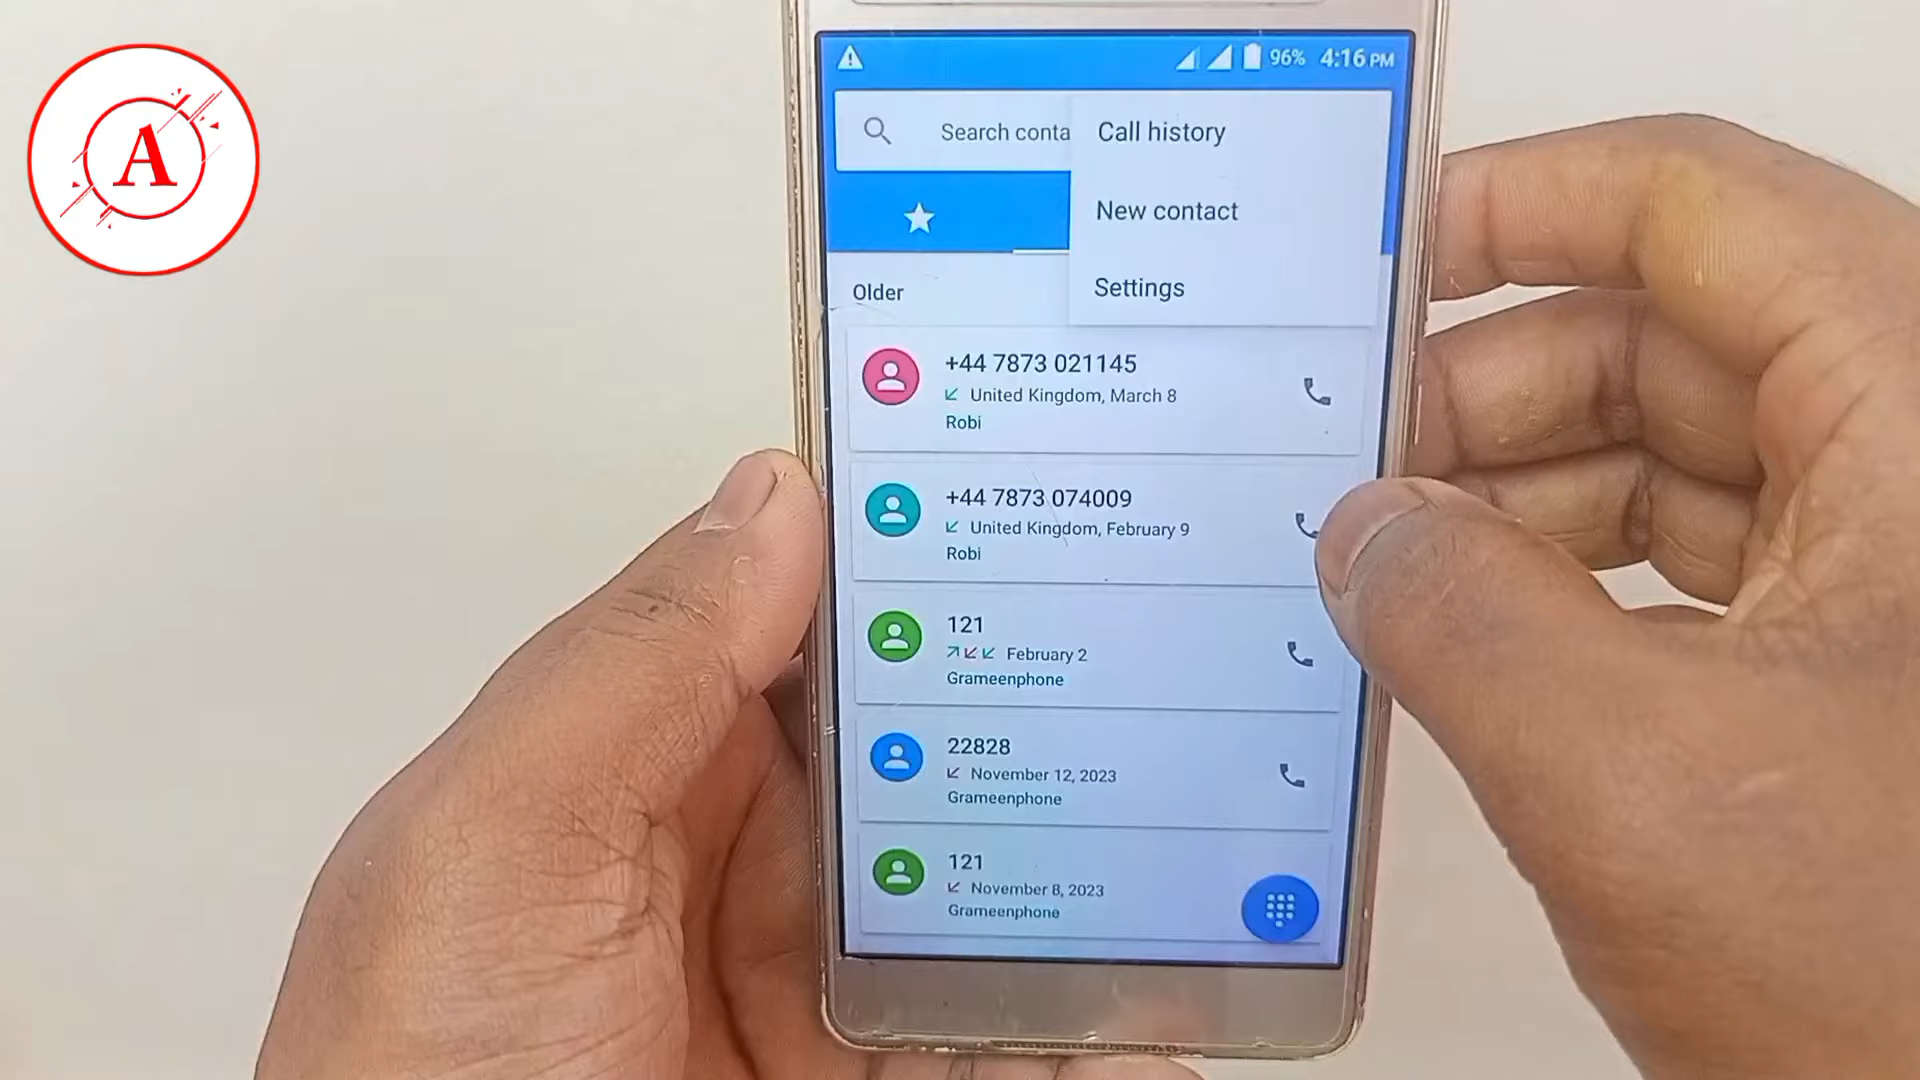 A
96% 4:16 PM
Search conta
Call history
New contact
Settings
Older
+44 7873 021145
United Kingdom, March 8
Robi
+44 7873 074009
United Kingdom, February 9
Robi
121
February 2
Grameenphone
22828
November 12, 2023
Grameenphone
121
November 8, 2023
Grameenphone